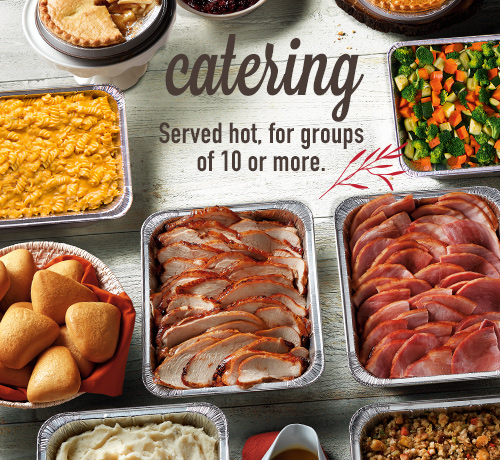 catering
Served hot, for groups
of 10 or more.